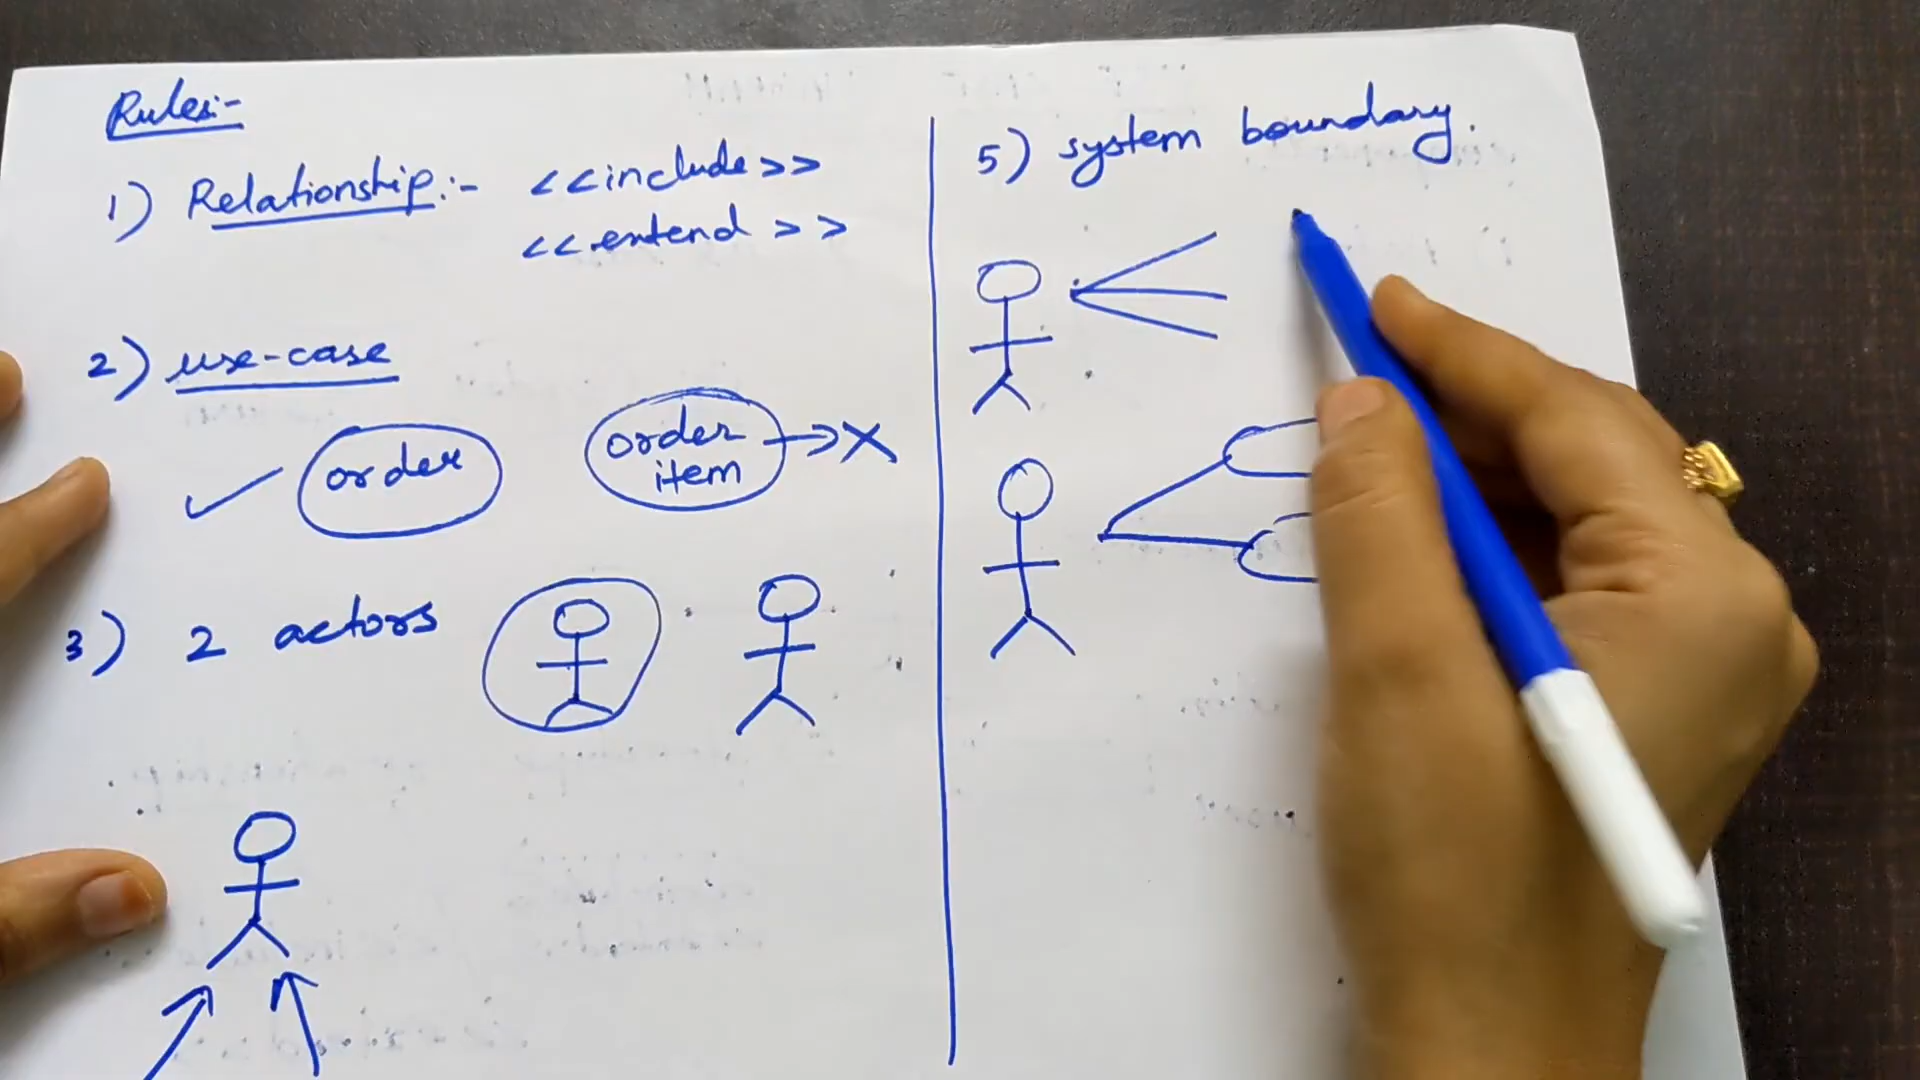 Rules:-
1) Relationship:- <<include>>
<<extend>>
2) use-case
order
order
item
3) 2 actors
5) system boundary.